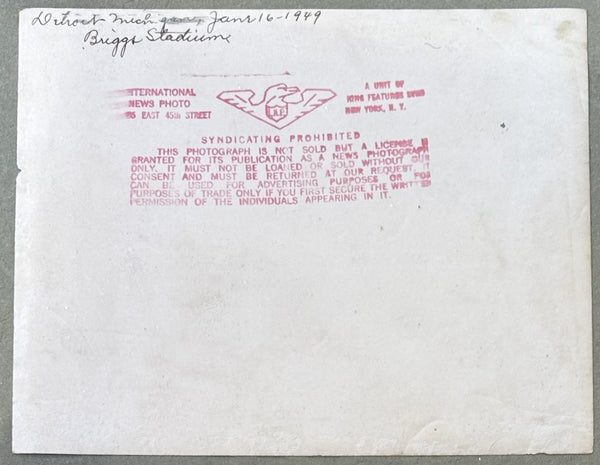 Detroit Michigan, Janr 16-1949
Briggs Stadium
INTERNATIONAL
NEWS PHOTO
EAST 45th STREET
I.N.P.
A UNIT OF
KING FEATURES SYND
NEW YORK, N. Y.
SYNDICATING PROHIBITED
THIS PHOTOGRAPH IS NOT SOLD BUT A LICENSE IS
GRANTED FOR ITS PUBLICATION AS A NEWS PHOTOGRAPH
ONLY. IT MUST NOT BE LOANED OR SOLD WITHOUT OUR
CONSENT AND MUST BE RETURNED AT OUR REQUEST. IT
CAN BE USED FOR ADVERTISING PURPOSES OR FOR
PURPOSES OF TRADE ONLY IF YOU FIRST SECURE THE WRITTEN
PERMISSION OF THE INDIVIDUALS APPEARING IN IT.